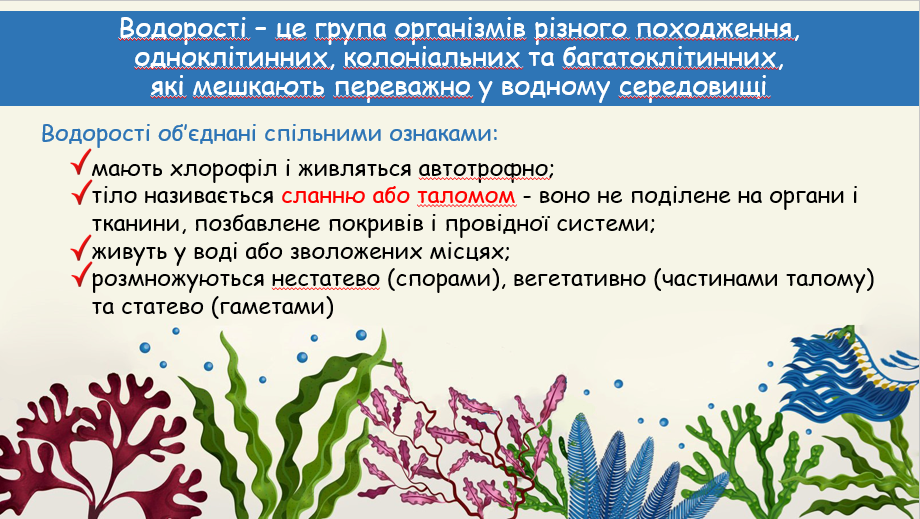 Водорості – це група організмів різного походження,
одноклітинних, колоніальних та багатоклітинних,
які мешкають переважно у водному середовищі
Водорості об’єднані спільними ознаками:
мають хлорофіл і живляться автотрофно;
тіло називається сланню або таломом - воно не поділене на органи і
тканини, позбавлене покривів і провідної системи;
живуть у воді або зволожених місцях;
розмножуються нестатево (спорами), вегетативно (частинами талому)
та статево (гаметами)